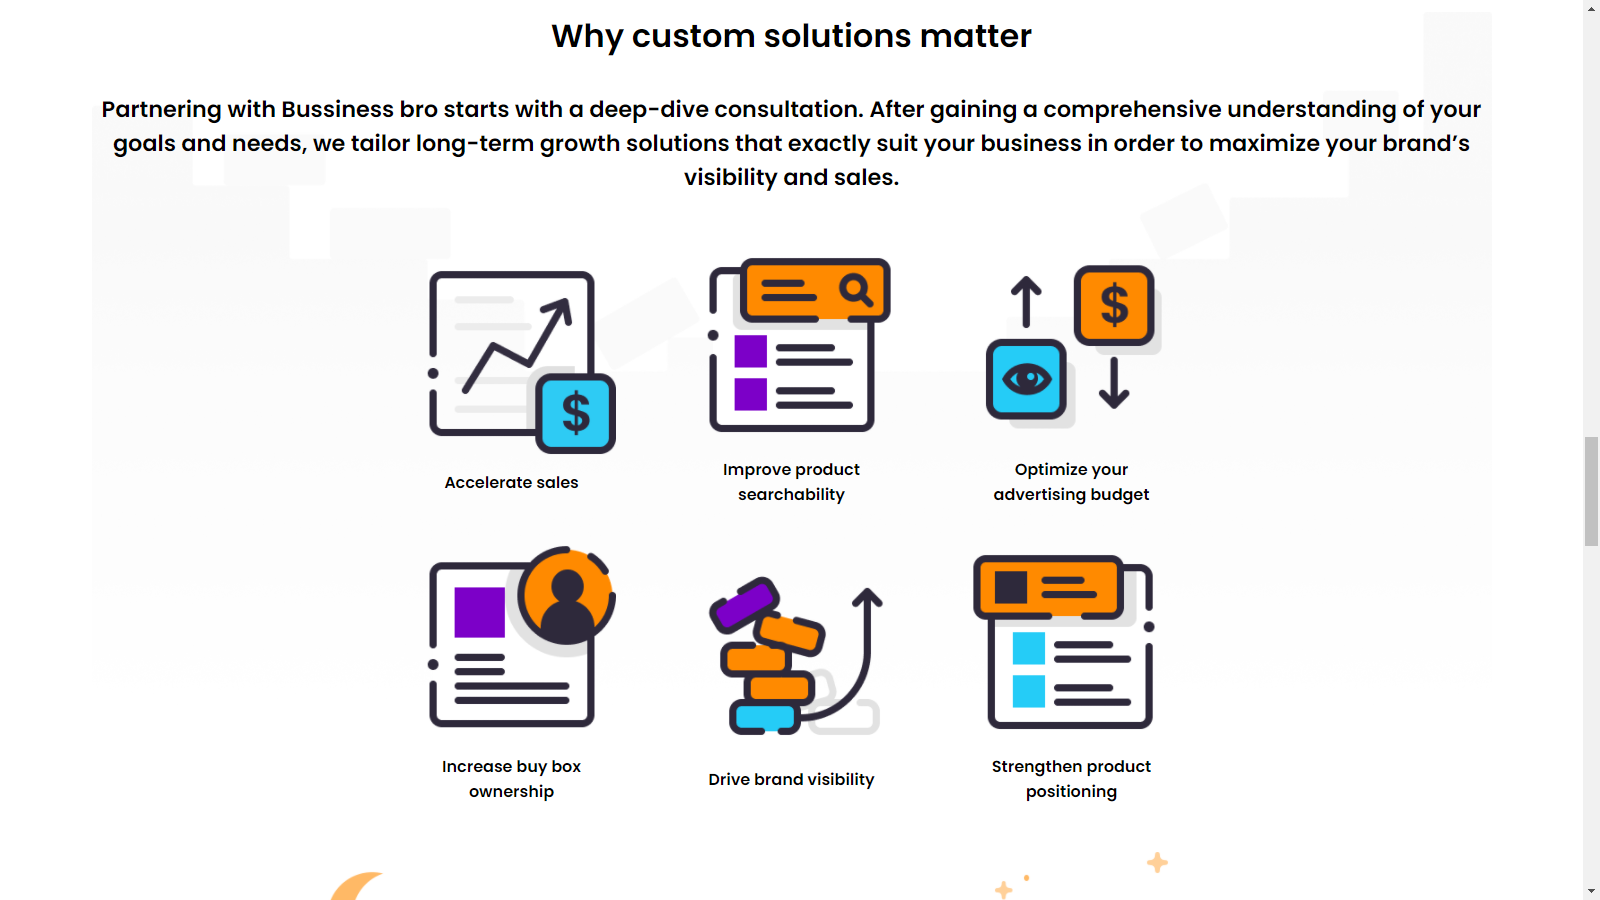 Why custom solutions matter
Partnering with Bussiness bro starts with a deep-dive consultation. After gaining a comprehensive understanding of your
goals and needs, we tailor long-term growth solutions that exactly suit your business in order to maximize your brand’s
visibility and sales.
$
$
Accelerate sales
Improve product
searchability
Optimize your
advertising budget
Increase buy box
ownership
Drive brand visibility
Strengthen product
positioning